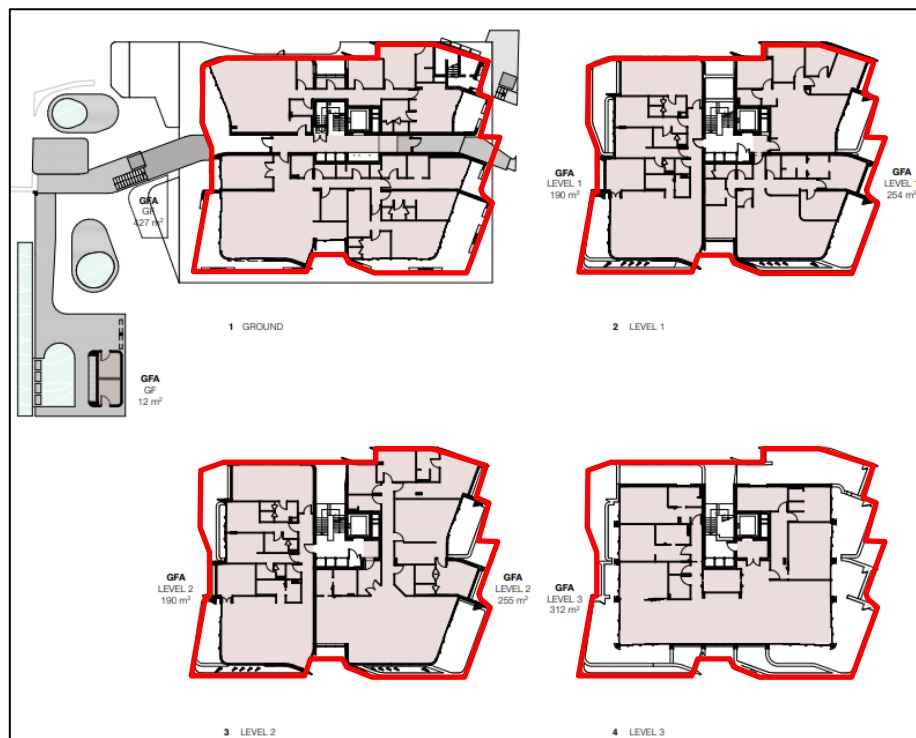 GFA
GF
427 m²
GFA
LEVEL 1
190 m²
GFA
LEVEL 1
254 m²
1 GROUND
2 LEVEL 1
GFA
GF
12 m²
GFA
LEVEL 2
190 m²
GFA
LEVEL 2
255 m²
GFA
LEVEL 3
312 m²
3 LEVEL 2
4 LEVEL 3